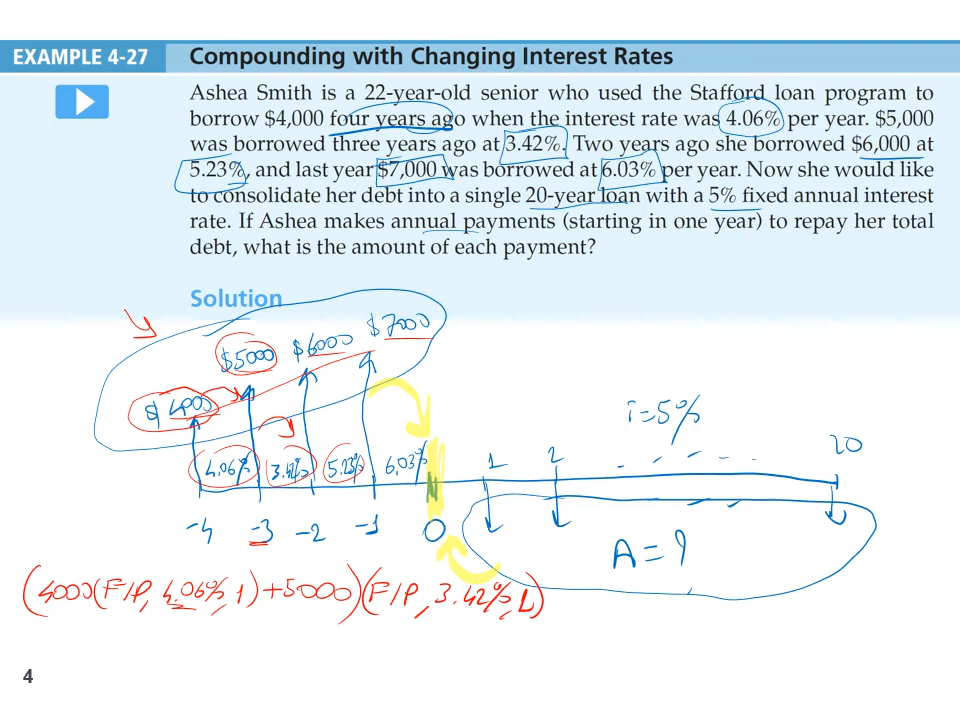 EXAMPLE 4-27 Compounding with Changing Interest Rates
Ashea Smith is a 22-year-old senior who used the Stafford loan program to
borrow $4,000 four years ago when the interest rate was 4.06% per year. $5,000
was borrowed three years ago at 3.42%. Two years ago she borrowed $6,000 at
5.23%, and last year $7,000 was borrowed at 6.03% per year. Now she would like
to consolidate her debt into a single 20-year loan with a 5% fixed annual interest
rate. If Ashea makes annual payments (starting in one year) to repay her total
debt, what is the amount of each payment?
Solution
$7000
$6000
$5000
$4000
i=5%
4.06% 3.42% 5.23% 6.03% 1 2 20
-4 -3 -2 -1 0
A = ?
(4000(F/P, 4.06%, 1)+5000)(F/P, 3.42%, 1)
4